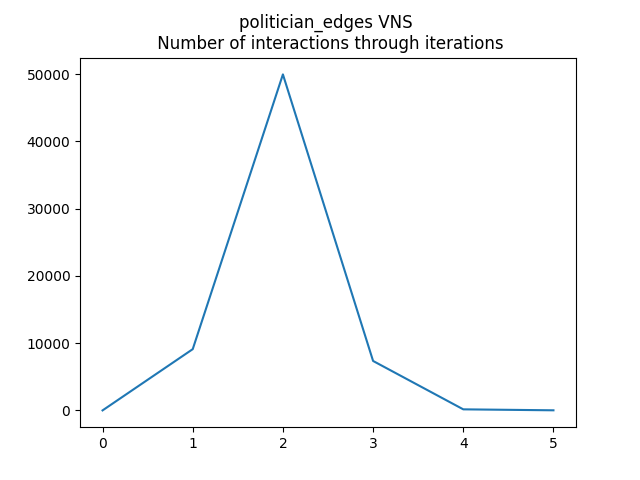 politician_edges VNS
Number of interactions through iterations
50000
40000
30000
20000
10000
0
0 1 2 3 4 5